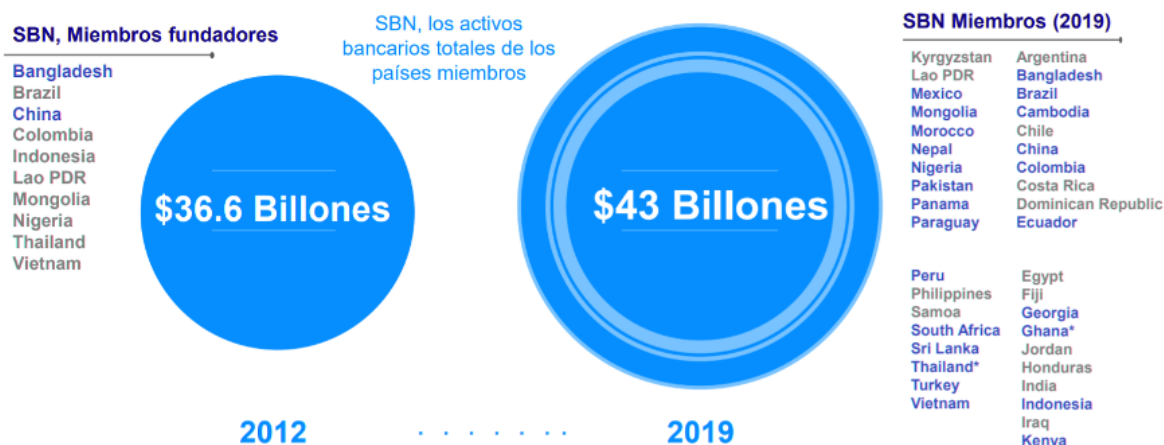 SBN, Miembros fundadores
Bangladesh
Brazil
China
Colombia
Indonesia
Lao PDR
Mongolia
Nigeria
Thailand
Vietnam
SBN, los activos
bancarios totales de los
países miembros
$36.6 Billones
2012
$43 Billones
2019
SBN Miembros (2019)
Kyrgyzstan
Lao PDR
Mexico
Mongolia
Morocco
Nepal
Nigeria
Pakistan
Panama
Paraguay
Argentina
Bangladesh
Brazil
Cambodia
Chile
China
Colombia
Costa Rica
Dominican Republic
Ecuador
Peru
Philippines
Samoa
South Africa
Sri Lanka
Thailand*
Turkey
Vietnam
Egypt
Fiji
Georgia
Ghana*
Jordan
Honduras
India
Indonesia
Iraq
Kenya